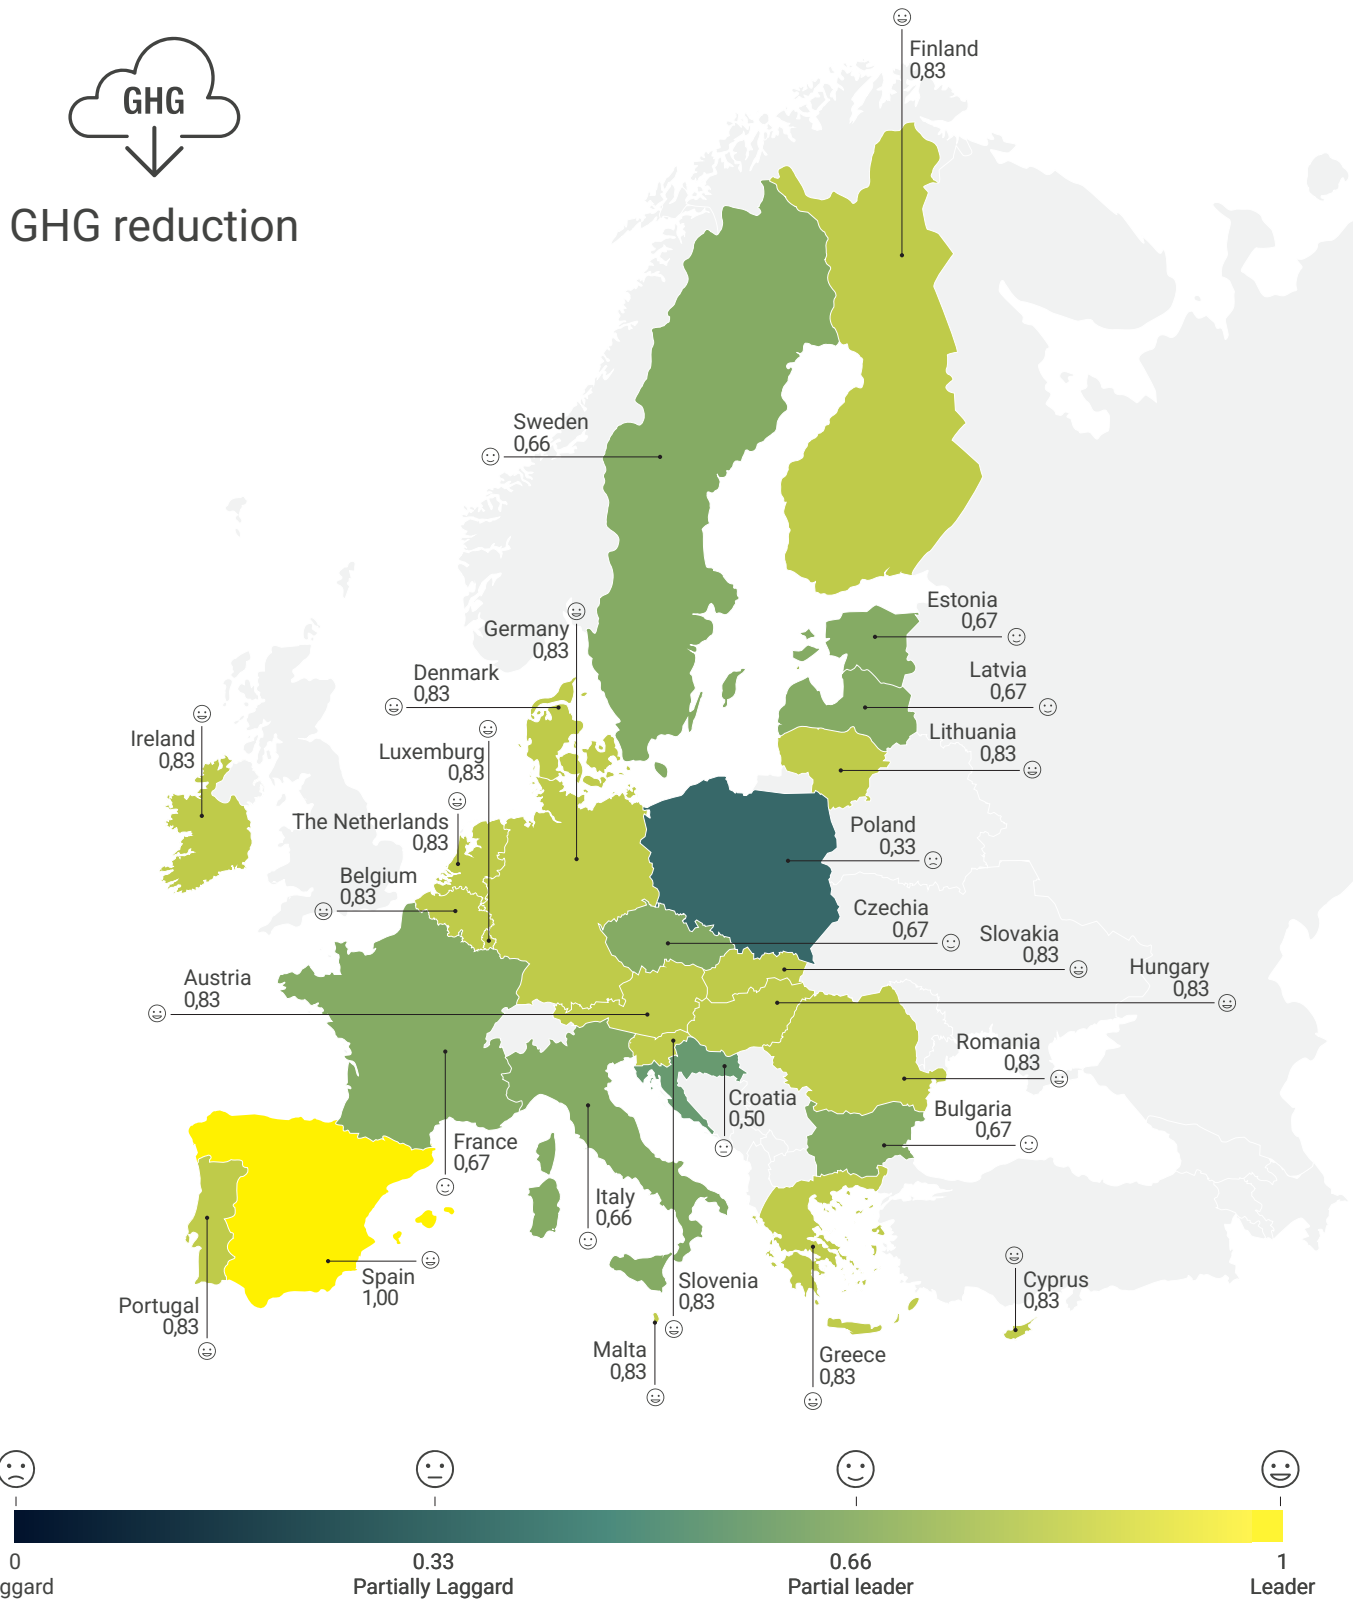 GHG
GHG reduction
Finland
0,83
Sweden
0,66
Estonia
0,67
Germany
0,83
Denmark
0,83
Latvia
0,67
Ireland
0,83
Luxemburg
0,83
Lithuania
0,83
The Netherlands
0,83
Poland
0,33
Belgium
0,83
Czechia
0,67
Slovakia
0,83
Hungary
0,83
Austria
0,83
Romania
0,83
Croatia
0,50
Bulgaria
0,67
France
0,67
Italy
0,66
Spain
1,00
Slovenia
0,83
Cyprus
0,83
Portugal
0,83
Malta
0,83
Greece
0,83
0 0.33 0.66 1
ggard Partially Laggard Partial leader Leader